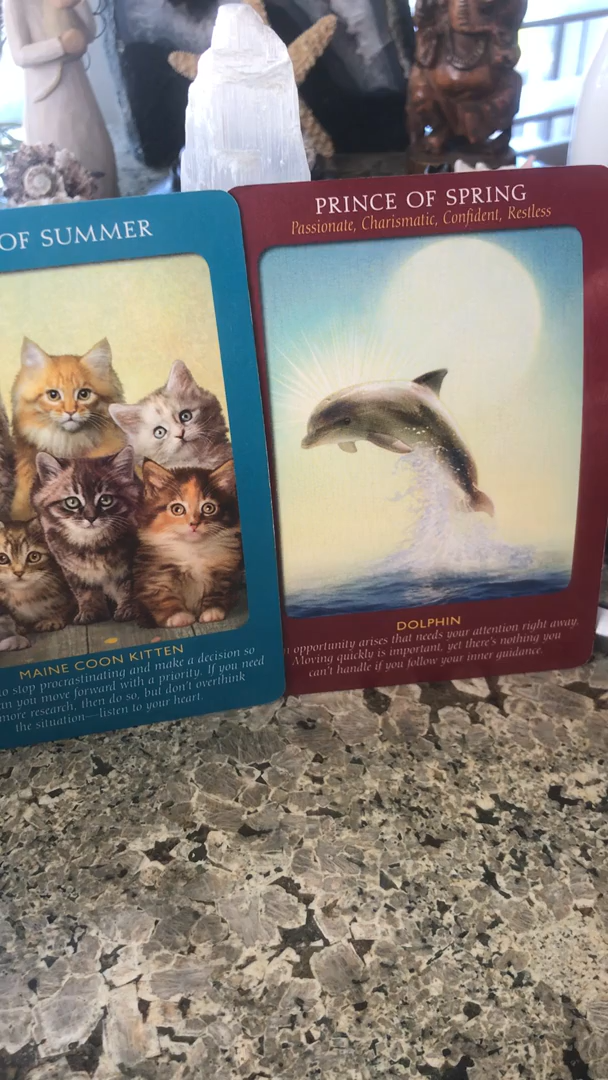 OF SUMMER
MAINE COON KITTEN
to stop procrastinating and make a decision so
you move forward with a priority. If you need
more research, then do so, but don't overthink
the situation—listen to your heart.
PRINCE OF SPRING
Passionate, Charismatic, Confident, Restless
DOLPHIN
opportunity arises that needs your attention right away.
Moving quickly is important, yet there's nothing you
can't handle if you follow your inner guidance.